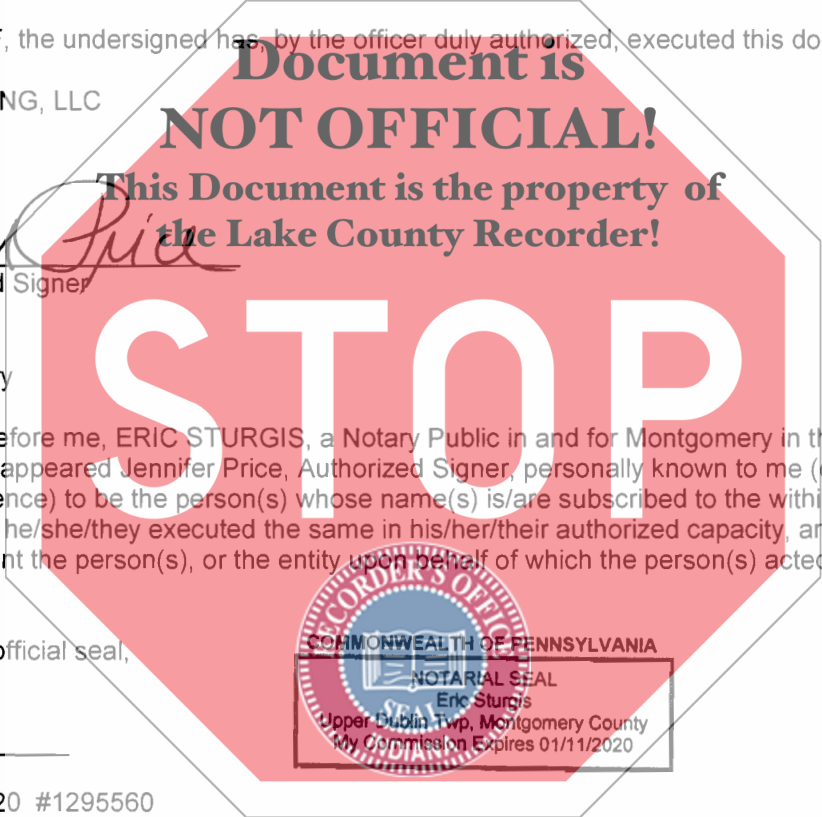 , the undersigned has, by the officer duly authorized, executed this do
Document is
NG, LLC
NOT OFFICIAL!
This Document is the property of
Price
the Lake County Recorder!
Signer
STOP
y
efore me, ERIC STURGIS, a Notary Public in and for Montgomery in th
appeared Jennifer Price, Authorized Signer, personally known to me (
ence) to be the person(s) whose name(s) is/are subscribed to the withi
he/she/they executed the same in his/her/their authorized capacity, an
nt the person(s), or the entity upon behalf of which the person(s) acted
RECORDER'S OFFICE
official seal,
COMMONWEALTH OF PENNSYLVANIA
NOTARIAL SEAL
Eric Sturgis
SEAL
Upper Dublin Twp, Montgomery County
My Commission Expires 01/11/2020
INDIANA
20 #1295560